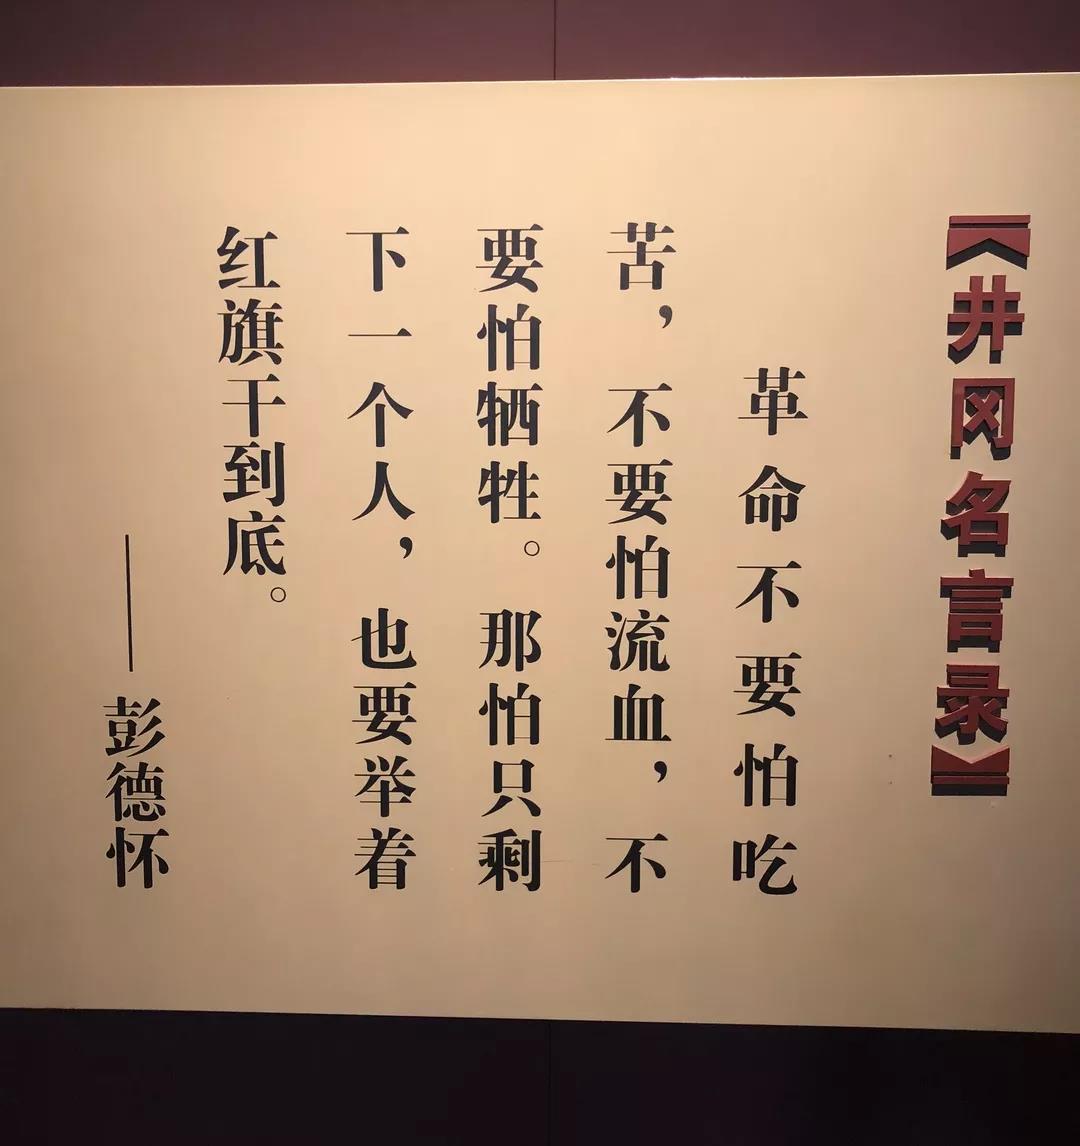 《井冈名言录》
革命不要怕吃
苦，不要怕流血，不
要怕牺牲。那怕只剩
下一个人，也要举着
红旗干到底。
——彭德怀